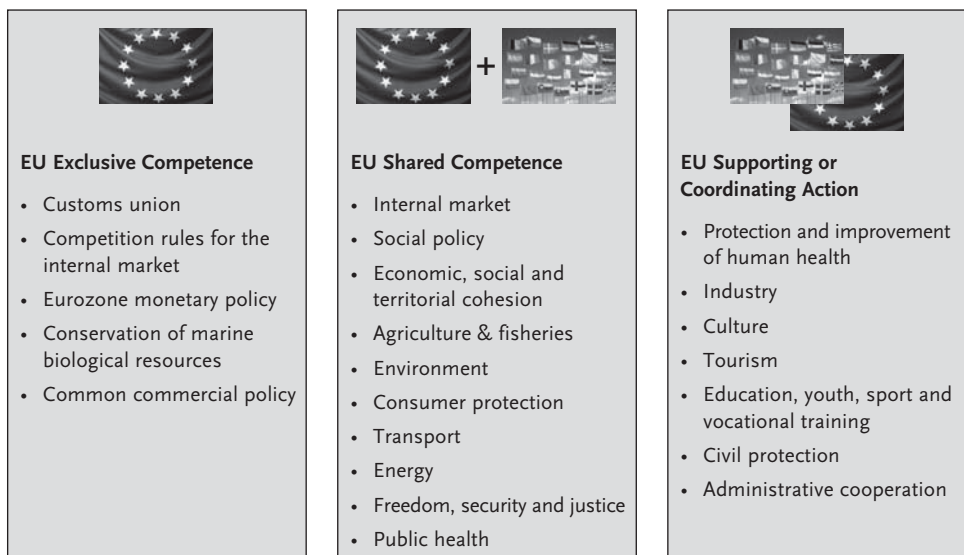 +
EU Exclusive Competence
• Customs union
• Competition rules for the
internal market
• Eurozone monetary policy
• Conservation of marine
biological resources
• Common commercial policy
EU Shared Competence
• Internal market
• Social policy
• Economic, social and
territorial cohesion
• Agriculture & fisheries
• Environment
• Consumer protection
• Transport
• Energy
• Freedom, security and justice
• Public health
EU Supporting or
Coordinating Action
• Protection and improvement
of human health
• Industry
• Culture
• Tourism
• Education, youth, sport and
vocational training
• Civil protection
• Administrative cooperation